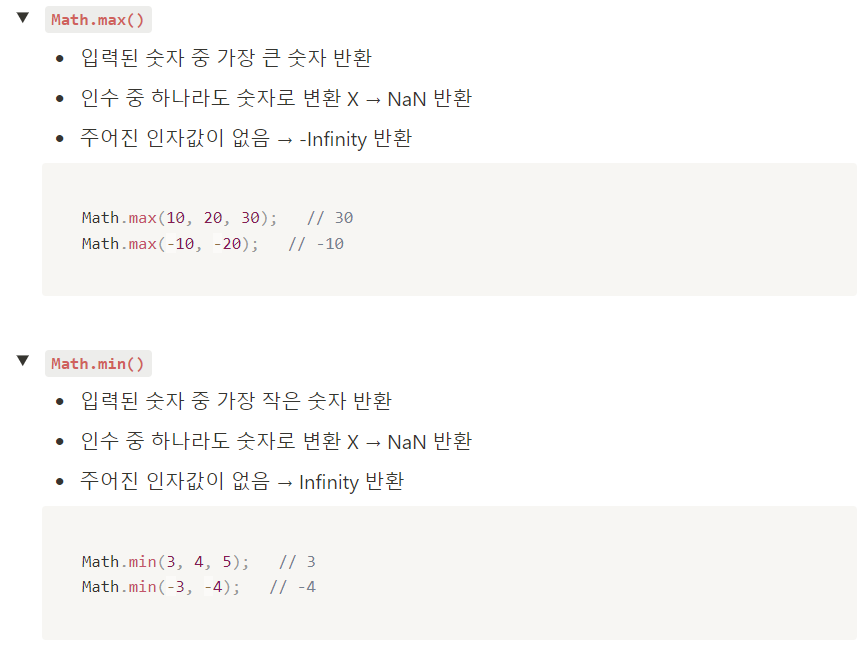 Math.max()
입력된 숫자 중 가장 큰 숫자 반환
인수 중 하나라도 숫자로 변환 X → NaN 반환
주어진 인자값이 없음 → -Infinity 반환
Math.max(10, 20, 30);   // 30
Math.max(-10, -20);   // -10
Math.min()
입력된 숫자 중 가장 작은 숫자 반환
인수 중 하나라도 숫자로 변환 X → NaN 반환
주어진 인자값이 없음 → Infinity 반환
Math.min(3, 4, 5);   // 3
Math.min(-3, -4);   // -4